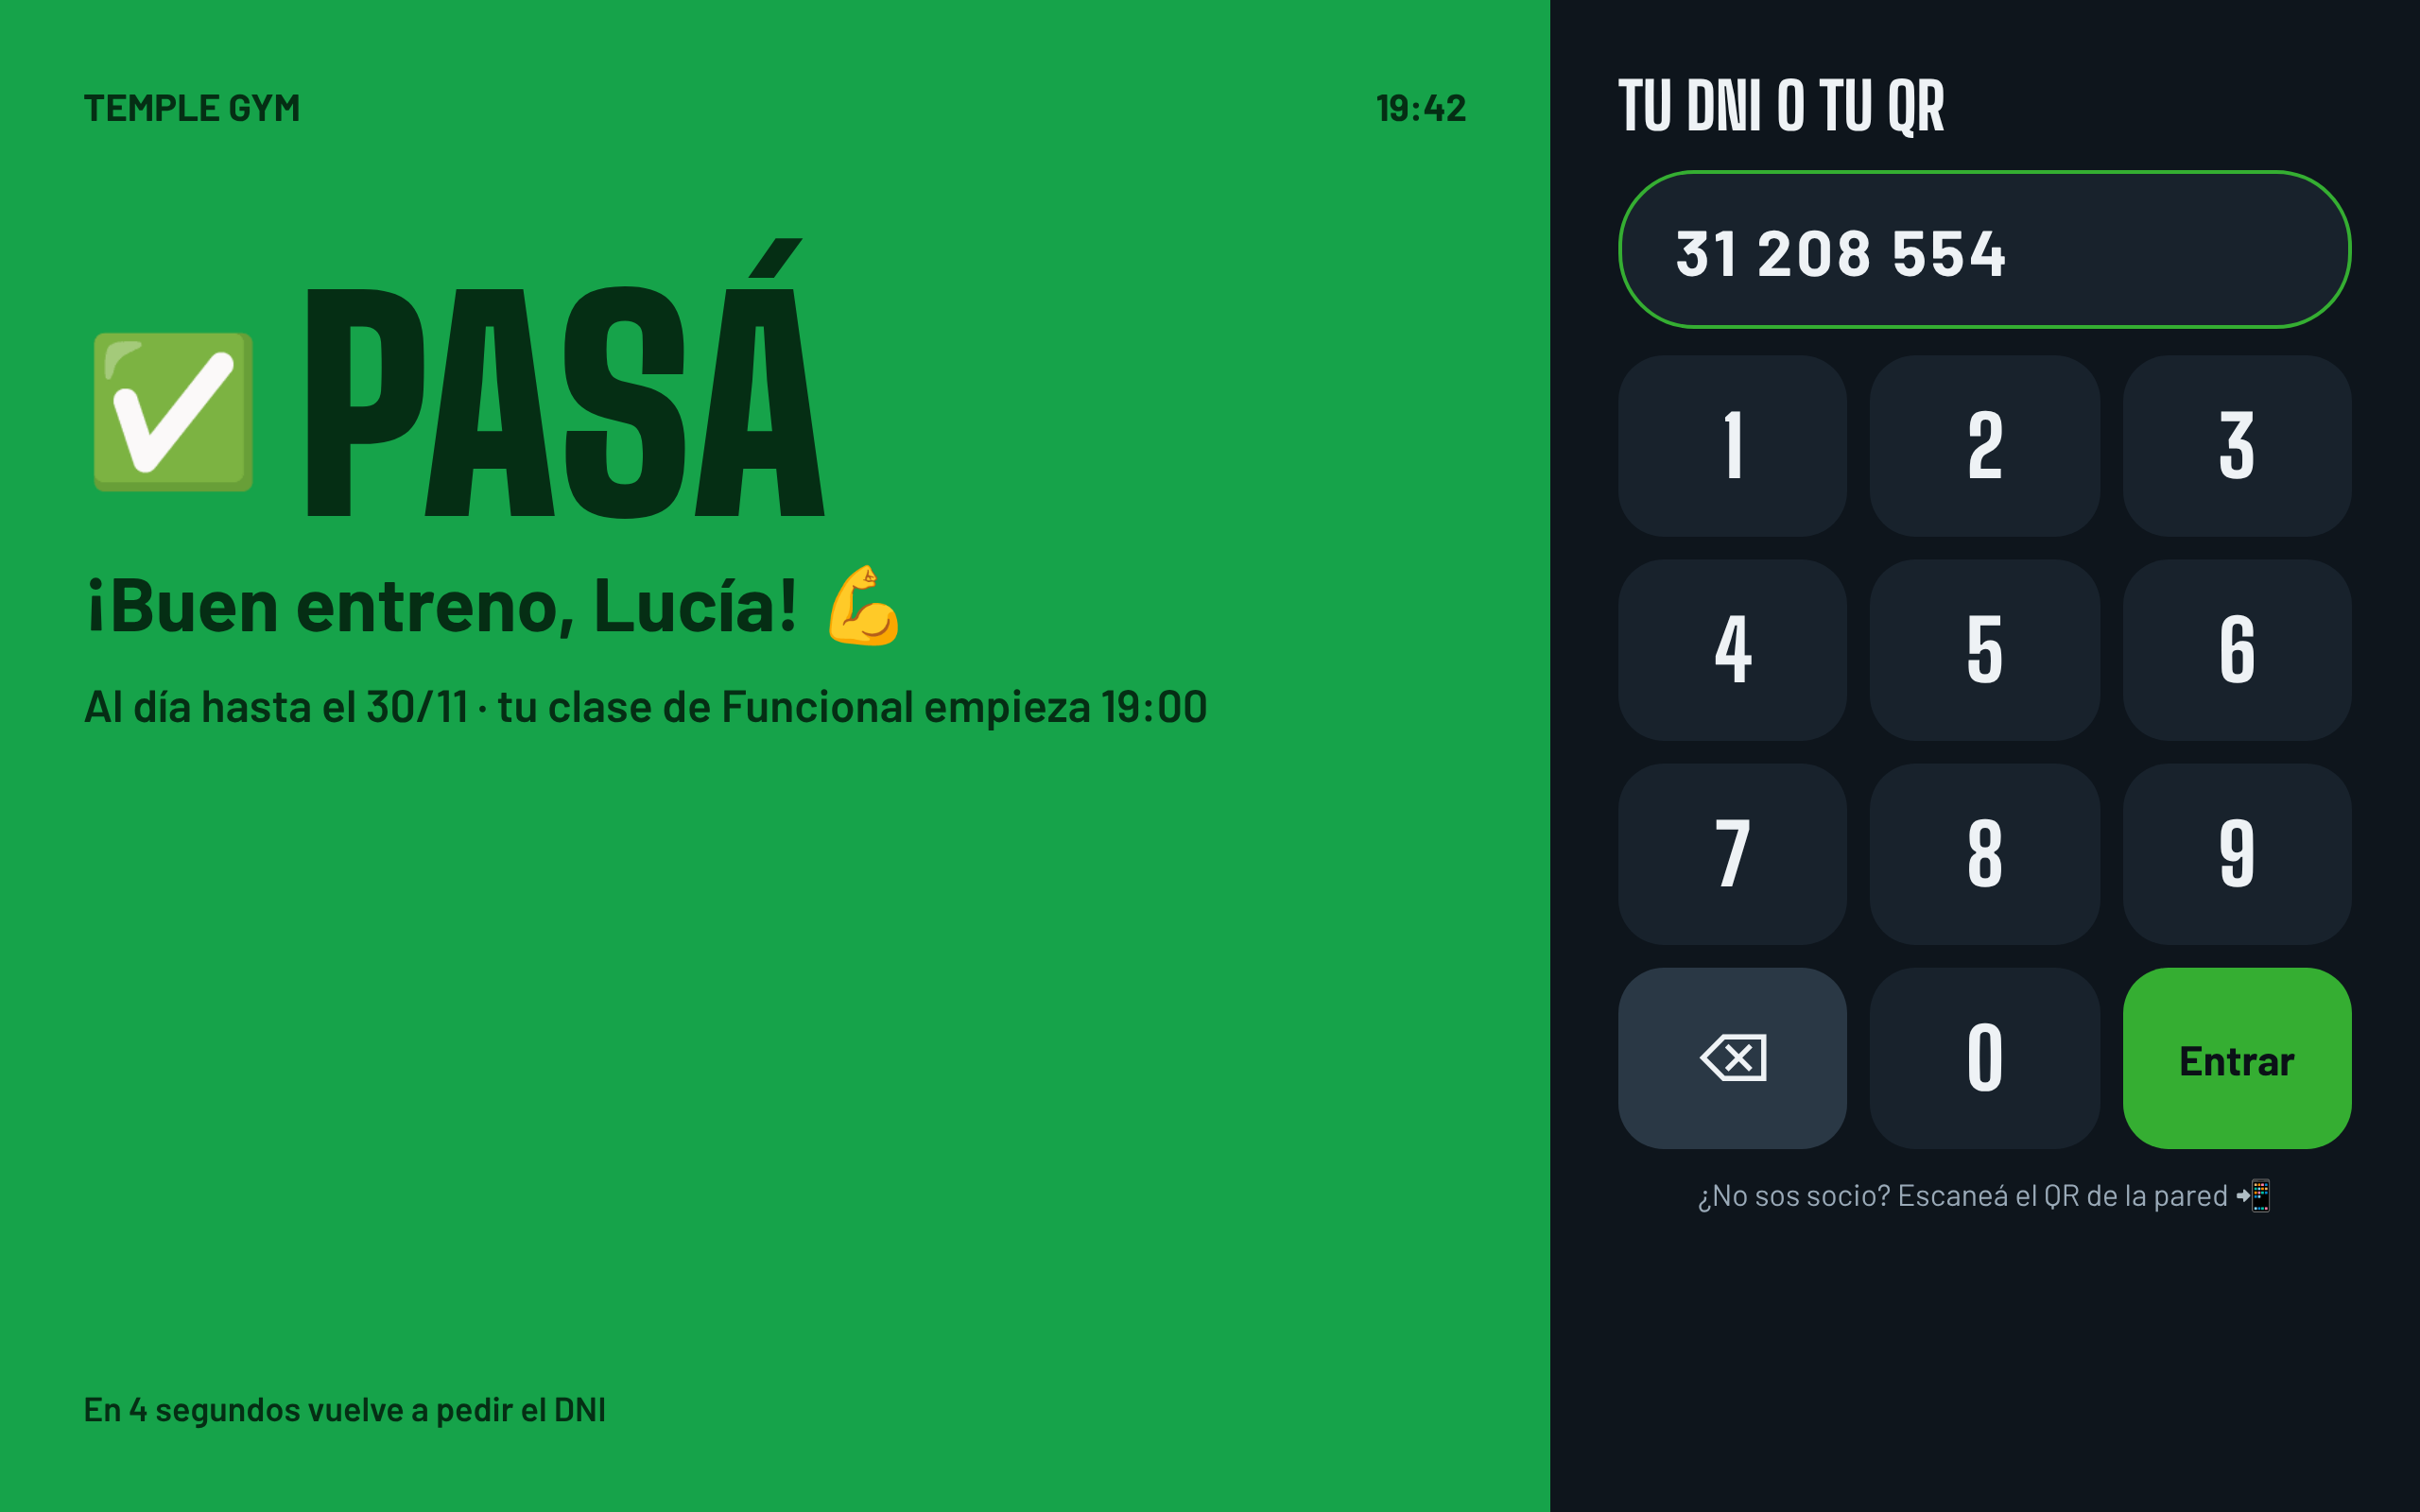 TEMPLE GYM
19:42
✅ PASÁ
¡Buen entreno, Lucía! 💪
Al día hasta el 30/11 · tu clase de Funcional empieza 19:00
En 4 segundos vuelve a pedir el DNI
TU DNI O TU QR
31 208 554
1 2 3
4 5 6
7 8 9
⌫ 0 Entrar
¿No sos socio? Escaneá el QR de la pared 📲